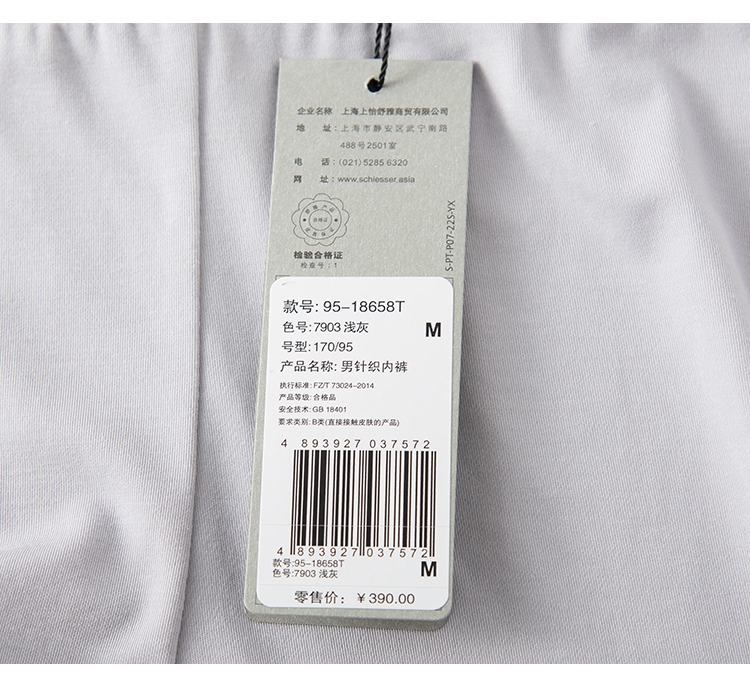 企业名称 上海上怡舒雅商贸有限公司
地 址：上海市静安区武宁南路
488号2501室
电 话：(021) 5285 6320
网 址：www.schiesser.asia
合格证
检验合格证
检查号：1
S-PT-P07-22S-YX
款号: 95-18658T
色号: 7903 浅灰
M
号型: 170/95
产品名称: 男针织内裤
执行标准: FZ/T 73024-2014
产品等级: 合格品
安全技术: GB 18401
要求类别: B类(直接接触皮肤的产品)
4 893927 037572
4 893927 037572
款号:95-18658T
色号:7903 浅灰
M
零售价：￥390.00